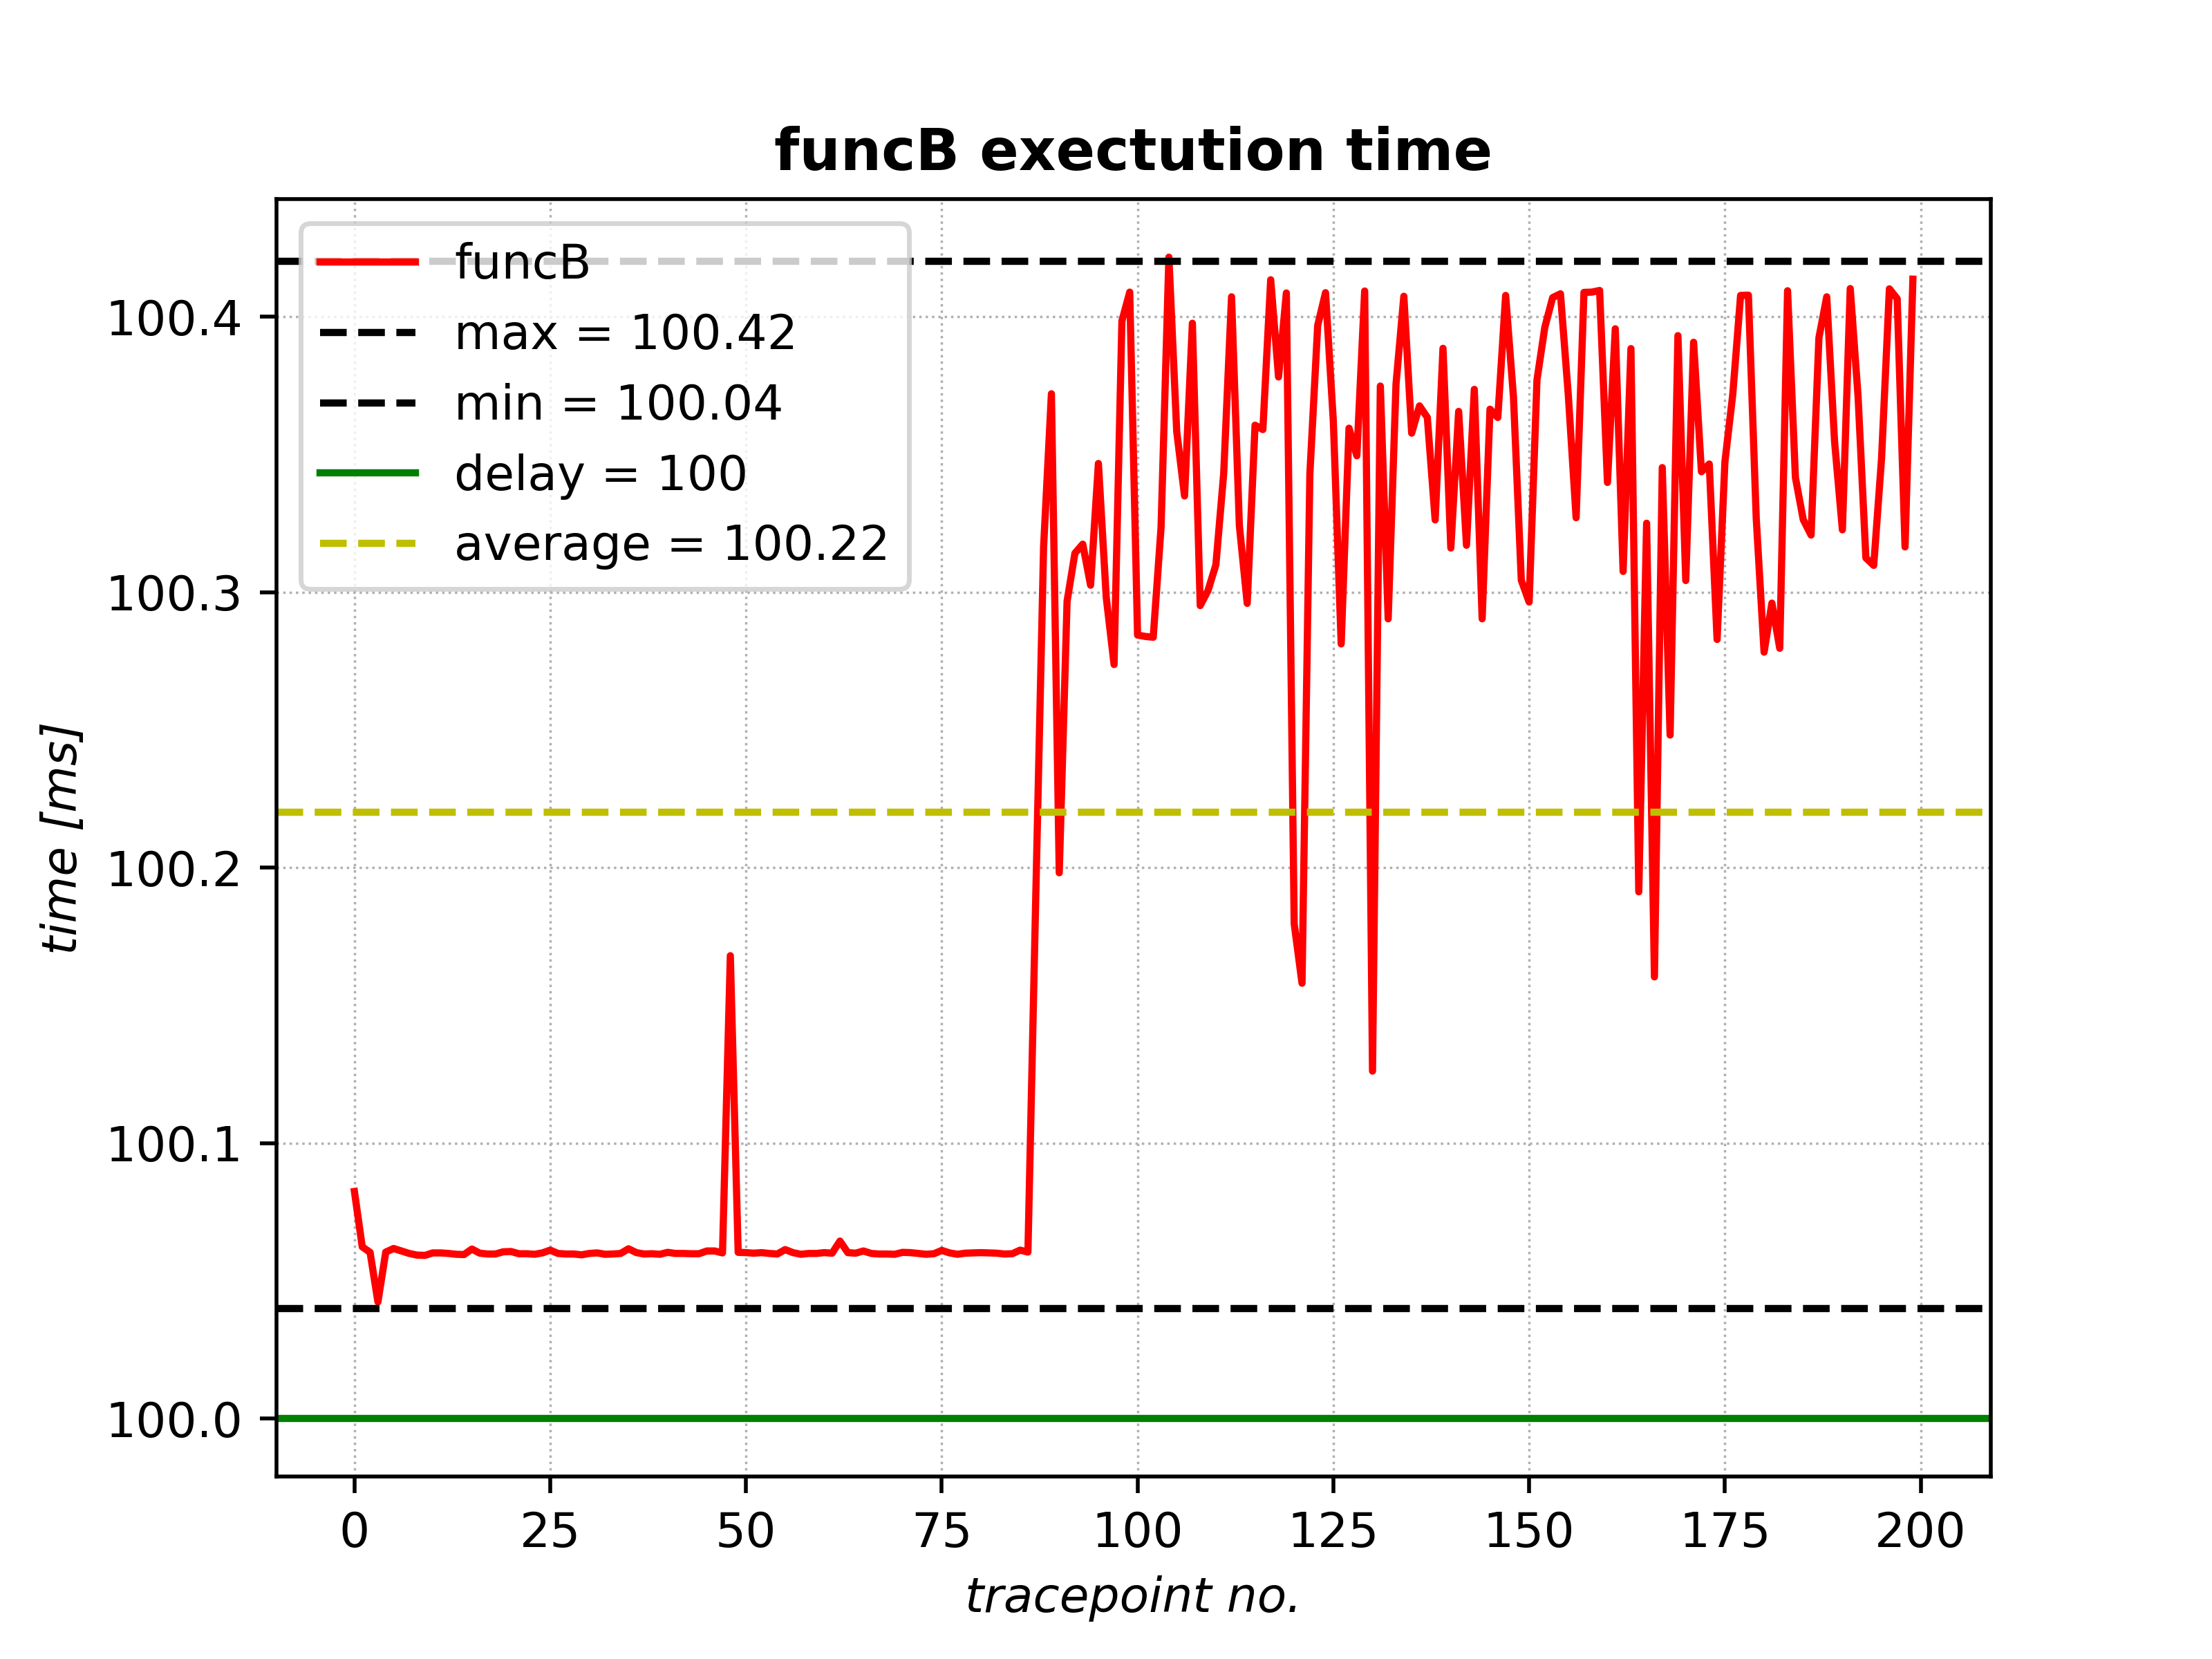 funcB exectution time
funcB
max = 100.42
min = 100.04
delay = 100
average = 100.22
100.4
100.3
100.2
100.1
100.0
time [ms]
0 25 50 75 100 125 150 175 200
tracepoint no.